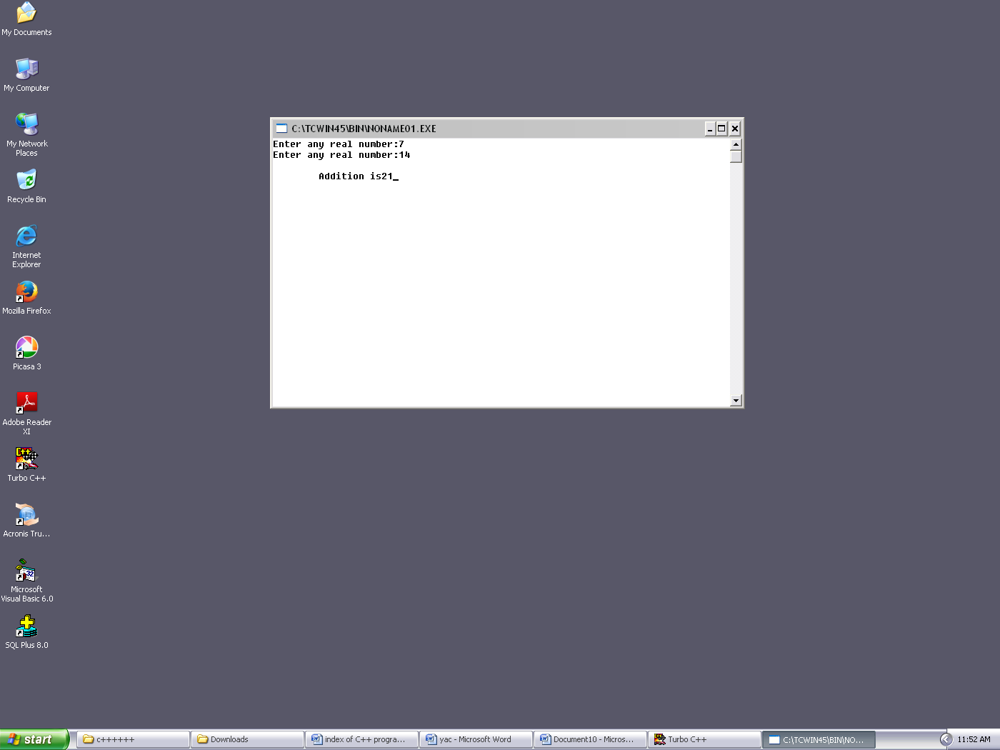 My Documents
My Computer
My Network
Places
Recycle Bin
Internet
Explorer
Mozilla Firefox
Picasa 3
Adobe Reader
XI
C++
Turbo C++
Acronis Tru...
32
Microsoft
Visual Basic 6.0
SQL Plus 8.0
C:\TCWIN45\BIN\NONAME01.EXE
Enter any real number:7
Enter any real number:14
Addition is21_
start
c++++++
Downloads
index of C++ progra...
yac - Microsoft Word
Document10 - Micros...
Turbo C++
C:\TCWIN45\BIN\NO...
11:52 AM